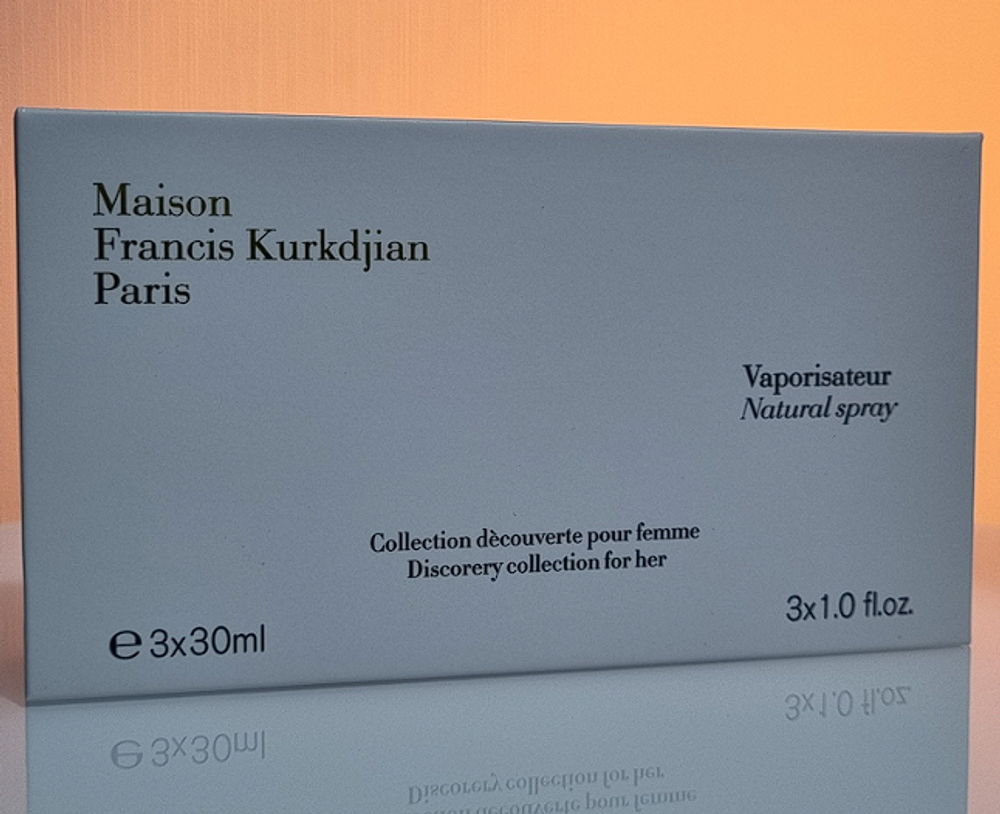 Maison
Francis Kurkdjian
Paris
Vaporisateur
Natural spray
Collection dècouverte pour femme
Discorery collection for her
3x1.0 fl.oz.
℮ 3x30ml